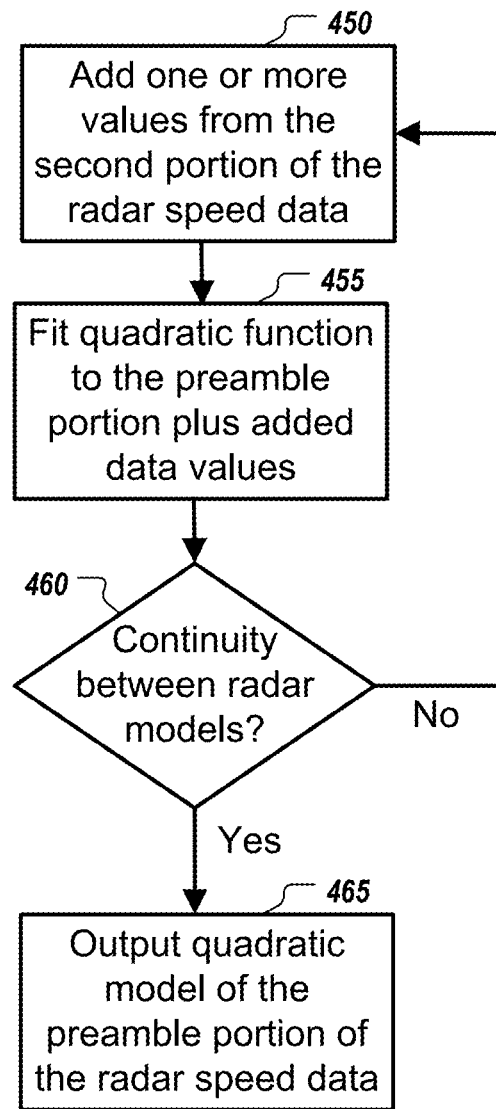 450
Add one or more
values from the
second portion of the
radar speed data
455
Fit quadratic function
to the preamble
portion plus added
data values
460
Continuity
between radar
models?
No
Yes
465
Output quadratic
model of the
preamble portion of
the radar speed data